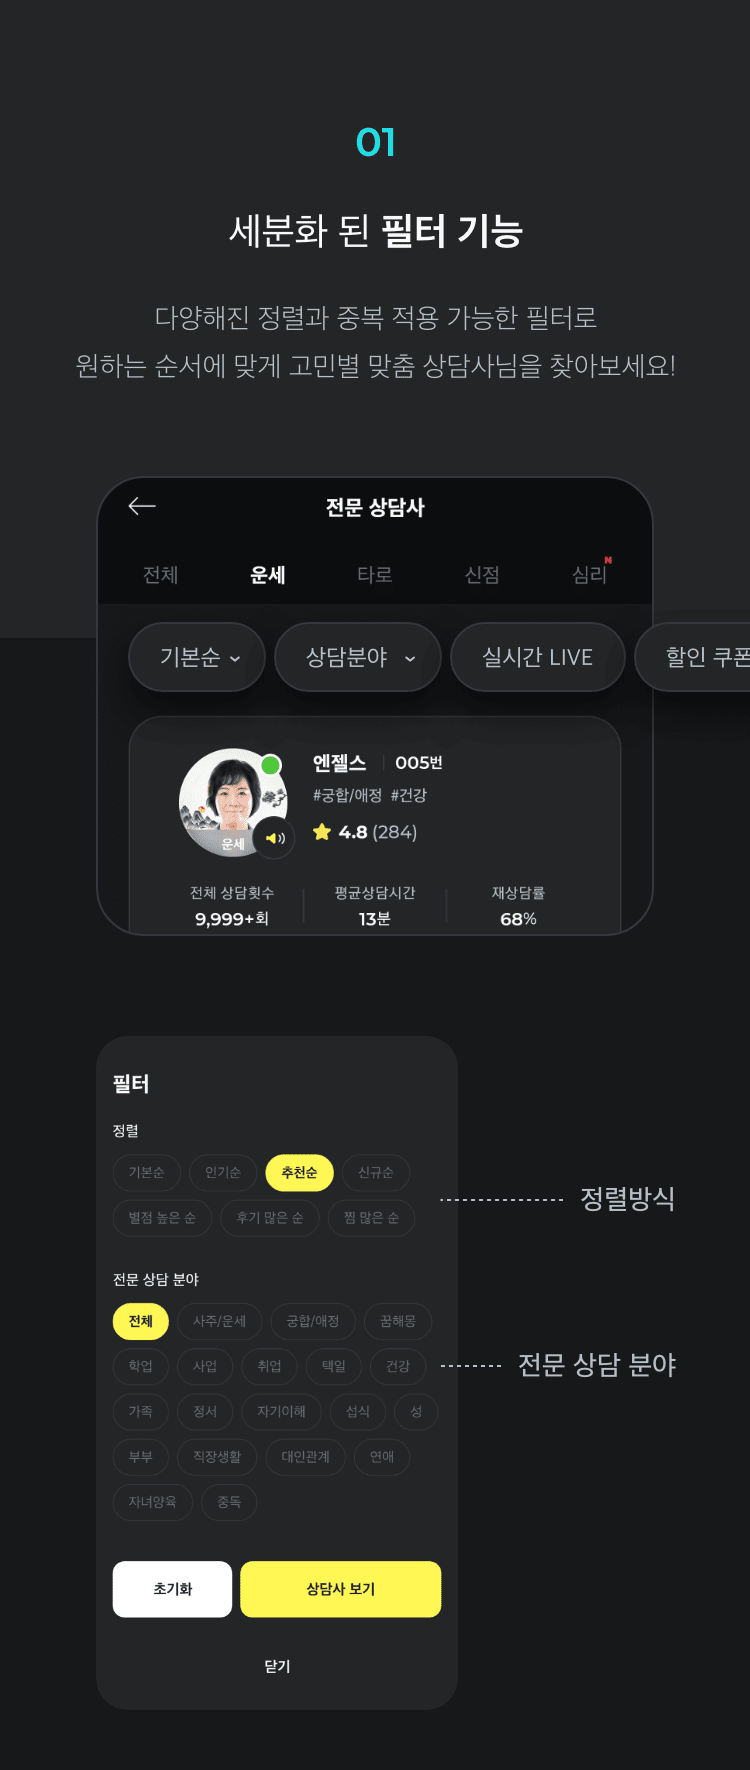 01
세분화 된 필터 기능
다양해진 정렬과 중복 적용 가능한 필터로
원하는 순서에 맞게 고민별 맞춤 상담사님을 찾아보세요!
전문 상담사
전체 운세 타로 신점 심리 N
기본순 상담분야 실시간 LIVE 할인 쿠폰
엔젤스 005번
#궁합/애정 #건강
4.8 (284)
운세
전체 상담횟수 평균상담시간 재상담률
9,999+회 13분 68%
필터
정렬
기본순 인기순 추천순 신규순
별점 높은 순 후기 많은 순 찜 많은 순
정렬방식
전문 상담 분야
전체 사주/운세 궁합/애정 꿈해몽
학업 사업 취업 택일 건강
전문 상담 분야
가족 정서 자기이해 섭식 성
부부 직장생활 대인관계 연애
자녀양육 중독
초기화 상담사 보기
닫기